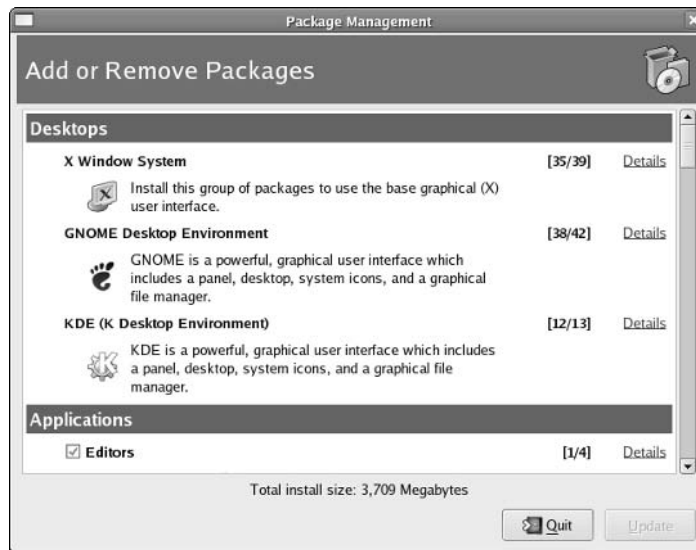 Package Management
Add or Remove Packages
Desktops
X Window System [35/39] Details
Install this group of packages to use the base graphical (X)
user interface.
GNOME Desktop Environment [38/42] Details
GNOME is a powerful, graphical user interface which
includes a panel, desktop, system icons, and a graphical
file manager.
KDE (K Desktop Environment) [12/13] Details
KDE is a powerful, graphical user interface which includes
a panel, desktop, system icons, and a graphical file
manager.
Applications
Editors [1/4] Details
Total install size: 3,709 Megabytes
Quit Update